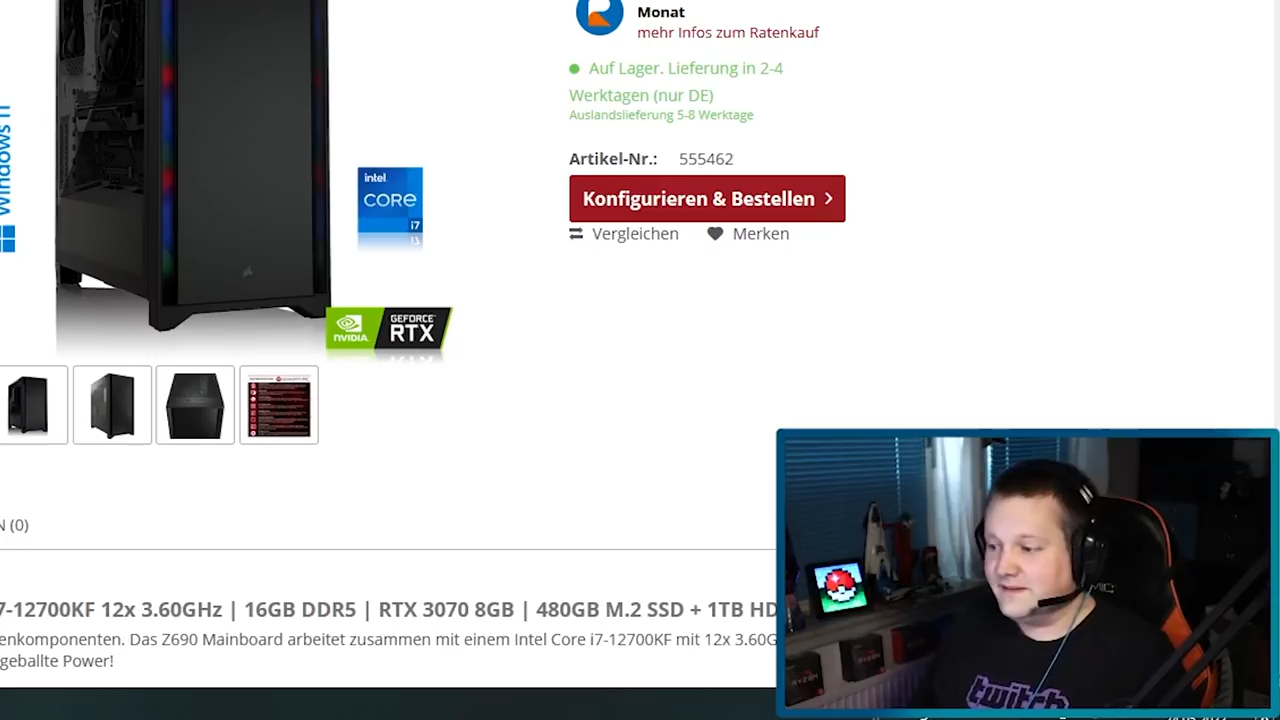 Monat
mehr Infos zum Ratenkauf
Auf Lager. Lieferung in 2-4
Werktagen (nur DE)
Auslandslieferung 5-8 Werktage
Artikel-Nr.: 555462
Konfigurieren & Bestellen
Vergleichen Merken
Windows 11
intel
CORE
i7
NVIDIA
GEFORCE
RTX
N (0)
7-12700KF 12x 3.60GHz | 16GB DDR5 | RTX 3070 8GB | 480GB M.2 SSD + 1TB HD
enkomponenten. Das Z690 Mainboard arbeitet zusammen mit einem Intel Core i7-12700KF mit 12x 3.60G
geballte Power!
RYZEN
RYZEN
twitch